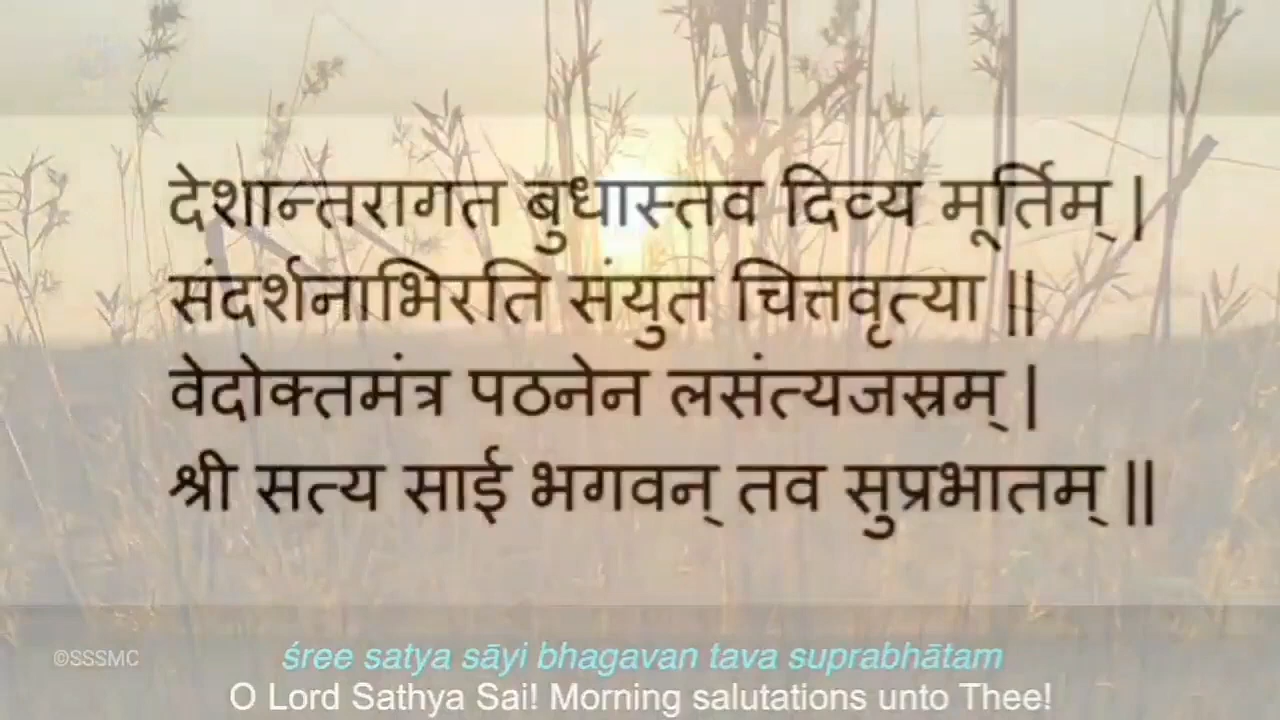 देशान्तरागत बुधास्तव दिव्य मूर्तिम् |
संदर्शनाभिरति संयुत चित्तवृत्या ||
वेदोक्तमंत्र पठनेन लसंत्यजस्रम् |
श्री सत्य साई भगवन् तव सुप्रभातम् ||
©SSSMC
śree satya sāyi bhagavan tava suprabhātam
O Lord Sathya Sai! Morning salutations unto Thee!